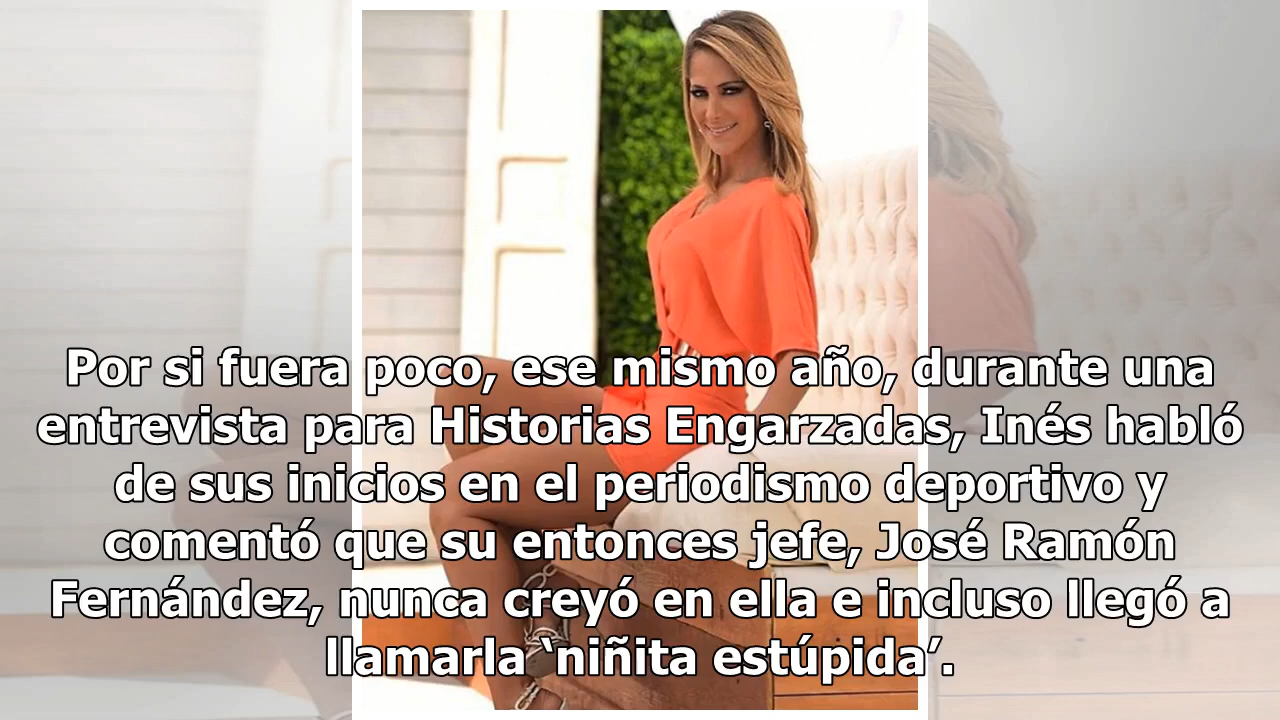 Por si fuera poco, ese mismo año, durante una
entrevista para Historias Engarzadas, Inés habló
de sus inicios en el periodismo deportivo y
comentó que su entonces jefe, José Ramón
Fernández, nunca creyó en ella e incluso llegó a
llamarla ‘niñita estúpida’.